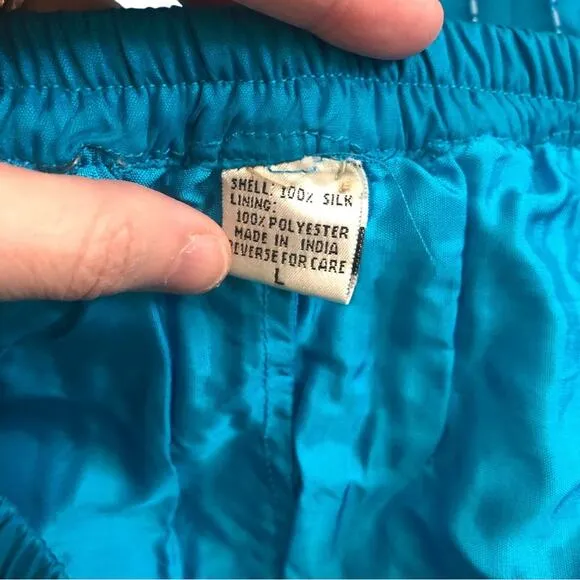 SHELL: 100% SILK
LINING:
100% POLYESTER
MADE IN INDIA
REVERSE FOR CARE
L